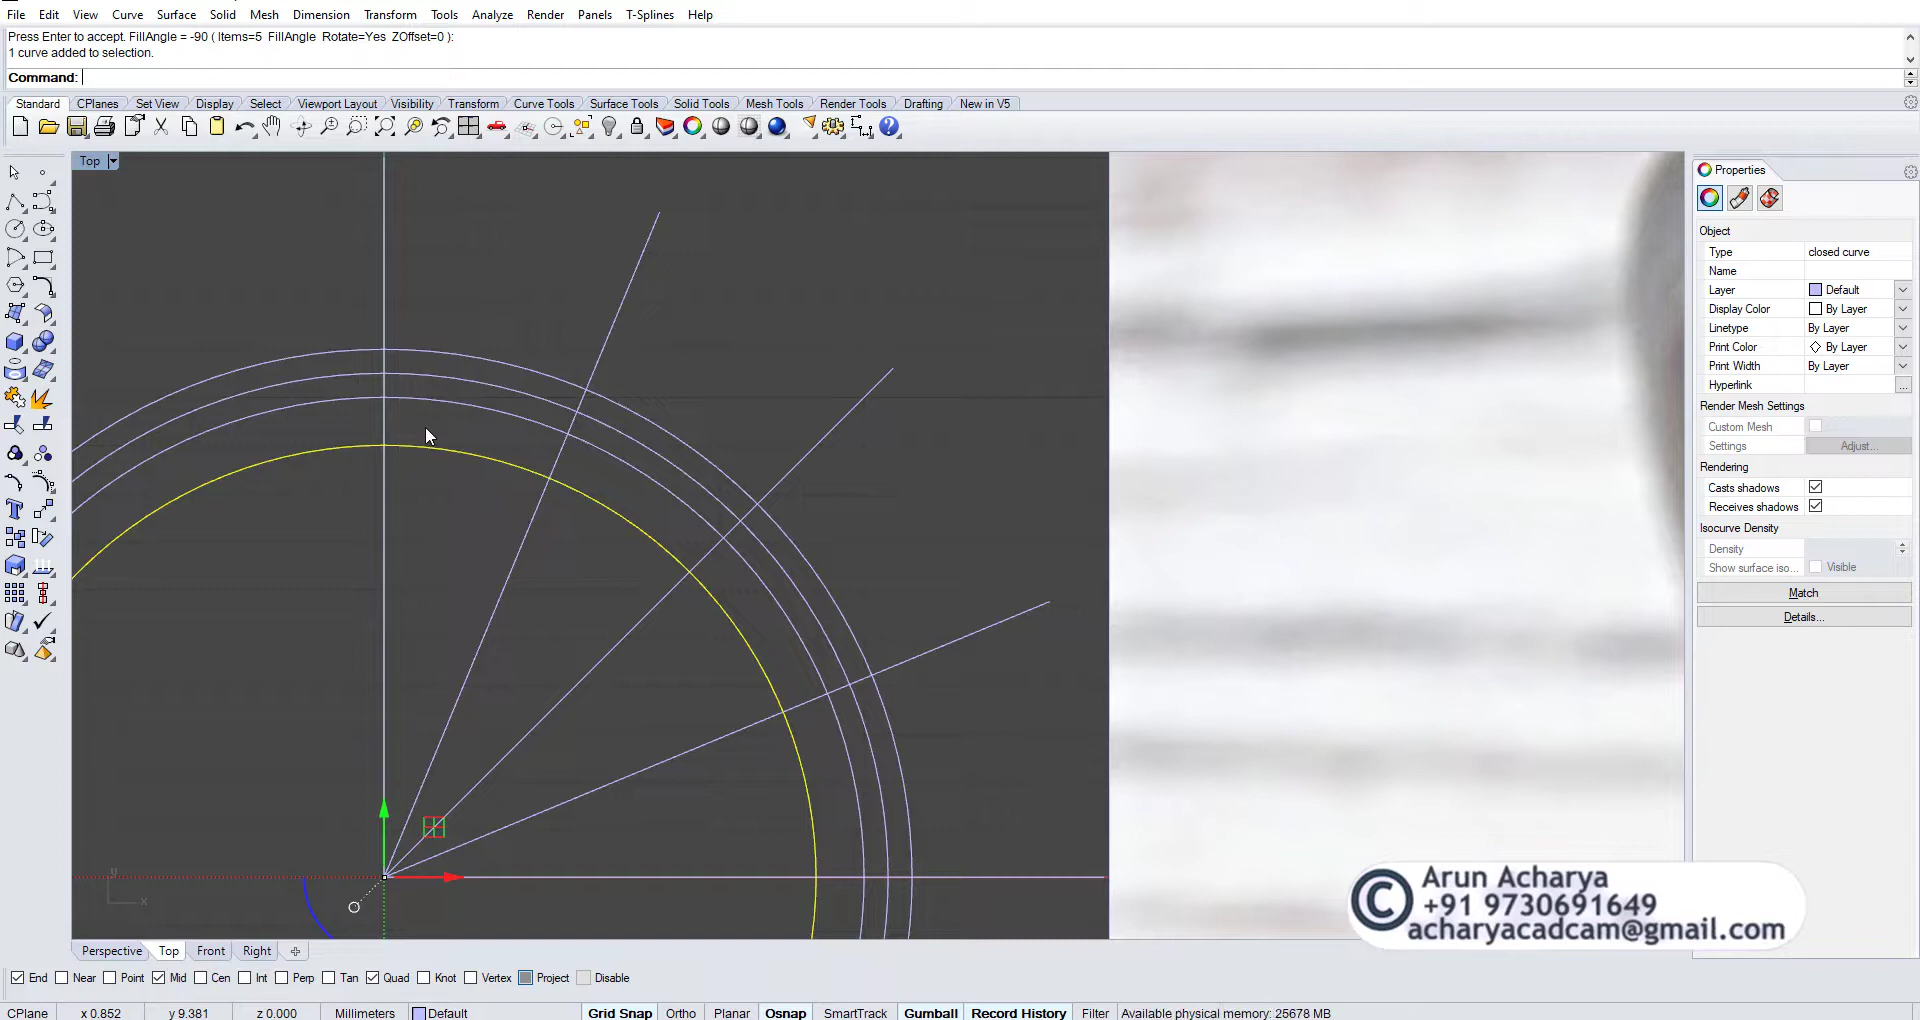 File Edit View Curve Surface Solid Mesh Dimension Transform Tools Analyze Render Panels T-Splines Help
Press Enter to accept. FillAngle = -90 ( Items=5 FillAngle Rotate=Yes ZOffset=0 ):
1 curve added to selection.
Command:
Standard CPlanes Set View Display Select Viewport Layout Visibility Transform Curve Tools Surface Tools Solid Tools Mesh Tools Render Tools Drafting New in V5
Top
Properties
Object
Type closed curve
Name
Layer Default
Display Color By Layer
Linetype By Layer
Print Color By Layer
Print Width By Layer
Hyperlink ...
Render Mesh Settings
Custom Mesh
Settings Adjust...
Rendering
Casts shadows
Receives shadows
Isocurve Density
Density
Show surface iso... Visible
Match
Details...
y
x
Arun Acharya
+91 9730691649
acharyacadcam@gmail.com
Perspective Top Front Right
End Near Point Mid Cen Int Perp Tan Quad Knot Vertex Project Disable
CPlane x 0.852 y 9.381 z 0.000 Millimeters Default Grid Snap Ortho Planar Osnap SmartTrack Gumball Record History Filter Available physical memory: 25678 MB